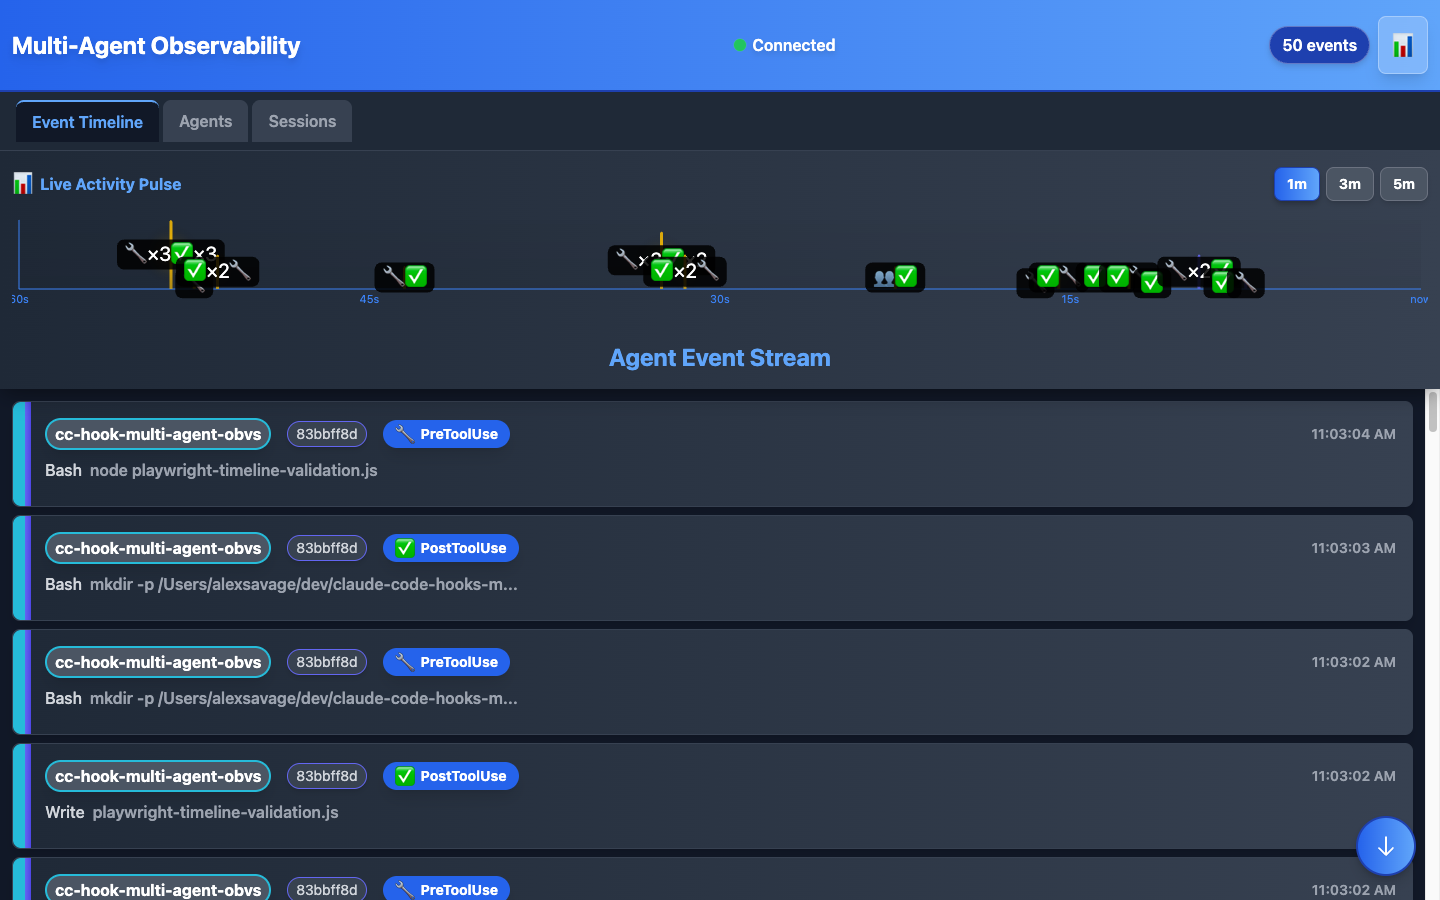 Multi-Agent Observability
Connected
50 events
Event Timeline
Agents
Sessions
Live Activity Pulse
1m
3m
5m
×3 ×3
×2
×2
×2
60s
45s
30s
15s
now
Agent Event Stream
cc-hook-multi-agent-obvs 83bbff8d PreToolUse 11:03:04 AM
Bash node playwright-timeline-validation.js
cc-hook-multi-agent-obvs 83bbff8d PostToolUse 11:03:03 AM
Bash mkdir -p /Users/alexsavage/dev/claude-code-hooks-m...
cc-hook-multi-agent-obvs 83bbff8d PreToolUse 11:03:02 AM
Bash mkdir -p /Users/alexsavage/dev/claude-code-hooks-m...
cc-hook-multi-agent-obvs 83bbff8d PostToolUse 11:03:02 AM
Write playwright-timeline-validation.js
cc-hook-multi-agent-obvs 83bbff8d PreToolUse 11:03:02 AM